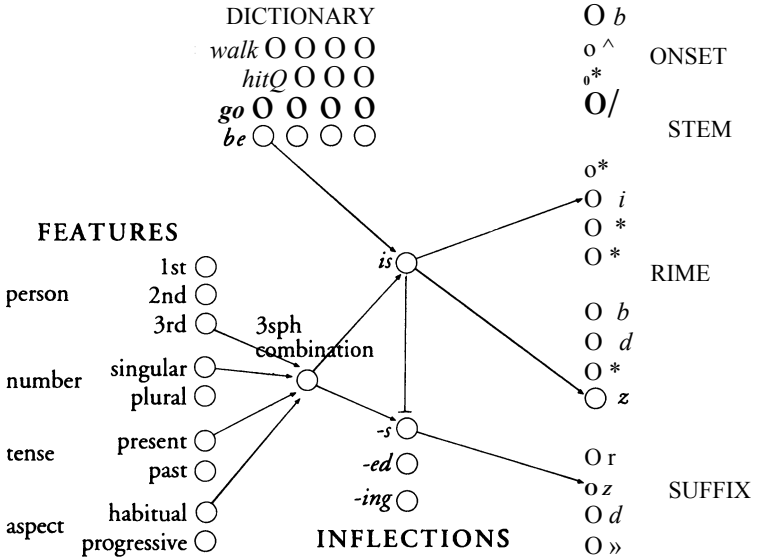 DICTIONARY
walk O O O O
hitQ O O O
go O O O O
be
O b
o ^
ONSET
o*
O/
STEM
o*
O i
O *
O *
RIME
O b
O d
O *
z
FEATURES
person
1st
2nd
3rd
number
singular
plural
tense
present
past
aspect
habitual
progressive
3sph
combination
is
-s
-ed
-ing
INFLECTIONS
O r
o z
SUFFIX
O d
O »